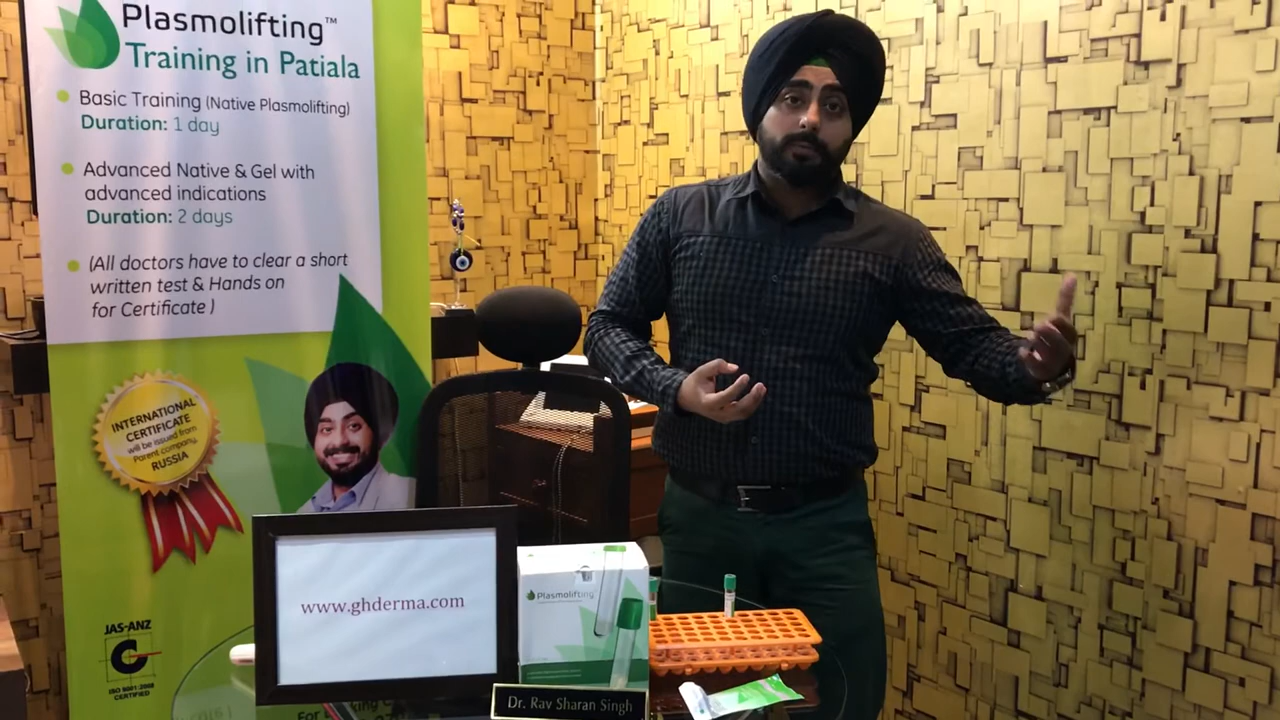 Plasmolifting™
Training in Patiala
Basic Training (Native Plasmolifting)
Duration: 1 day
Advanced Native & Gel with
advanced indications
Duration: 2 days
(All doctors have to clear a short
written test & Hands on
for Certificate )
INTERNATIONAL
CERTIFICATE
will be issued from
Parent company,
RUSSIA
JAS-ANZ
ISO 9001:2008
CERTIFIED
www.ghderma.com
Plasmolifting™
Dr. Rav Sharan Singh